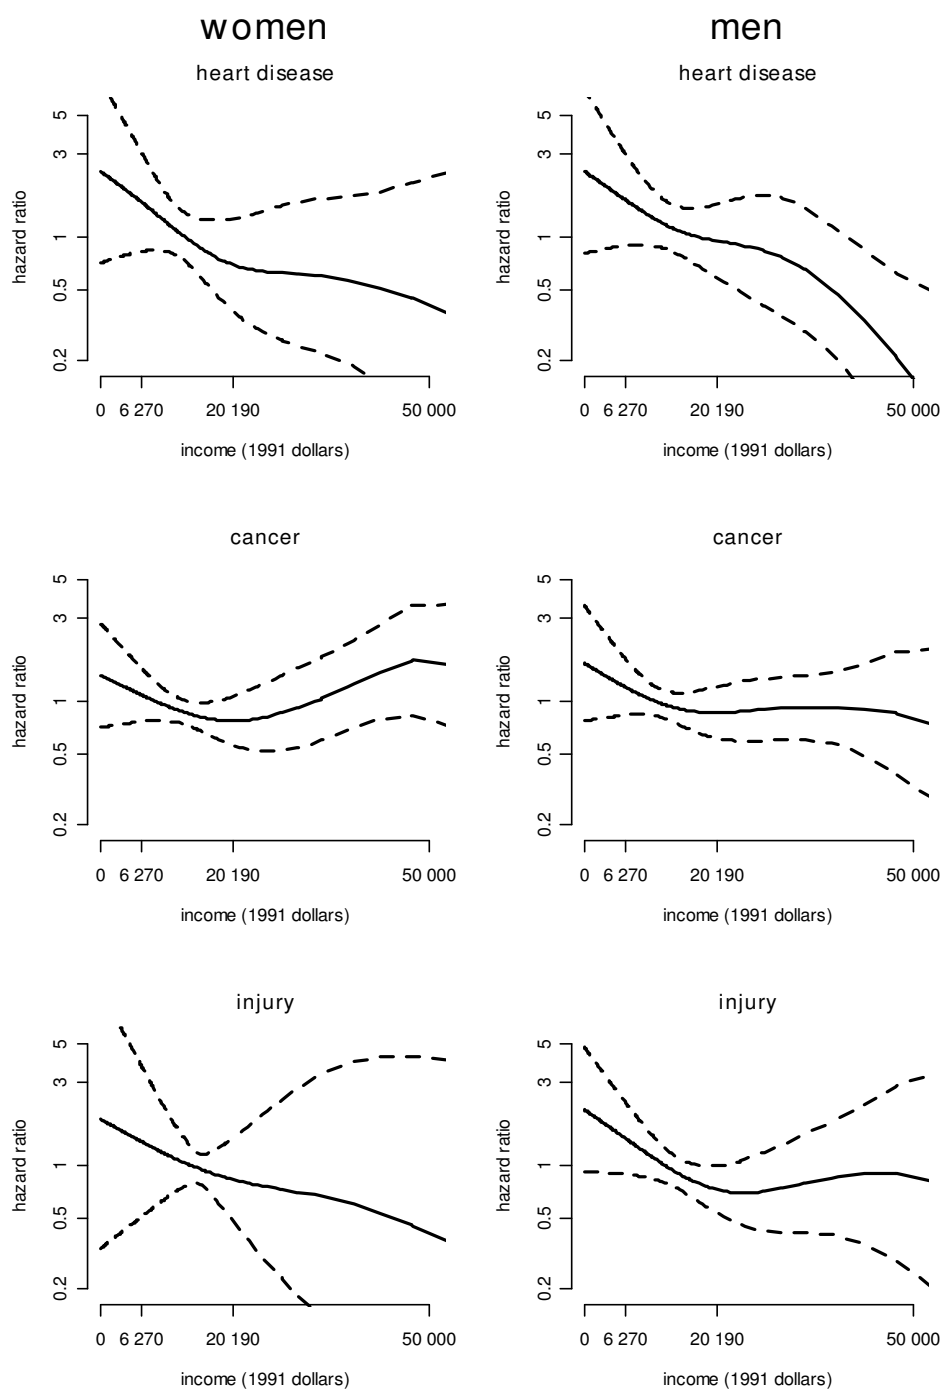 women men
heart disease heart disease
hazard ratio
5
3
1
0.5
0.2
0 6 270 20 190 50 000
income (1991 dollars)
hazard ratio
5
3
1
0.5
0.2
0 6 270 20 190 50 000
income (1991 dollars)
cancer cancer
hazard ratio
5
3
1
0.5
0.2
0 6 270 20 190 50 000
income (1991 dollars)
hazard ratio
5
3
1
0.5
0.2
0 6 270 20 190 50 000
income (1991 dollars)
injury injury
hazard ratio
5
3
1
0.5
0.2
0 6 270 20 190 50 000
income (1991 dollars)
hazard ratio
5
3
1
0.5
0.2
0 6 270 20 190 50 000
income (1991 dollars)